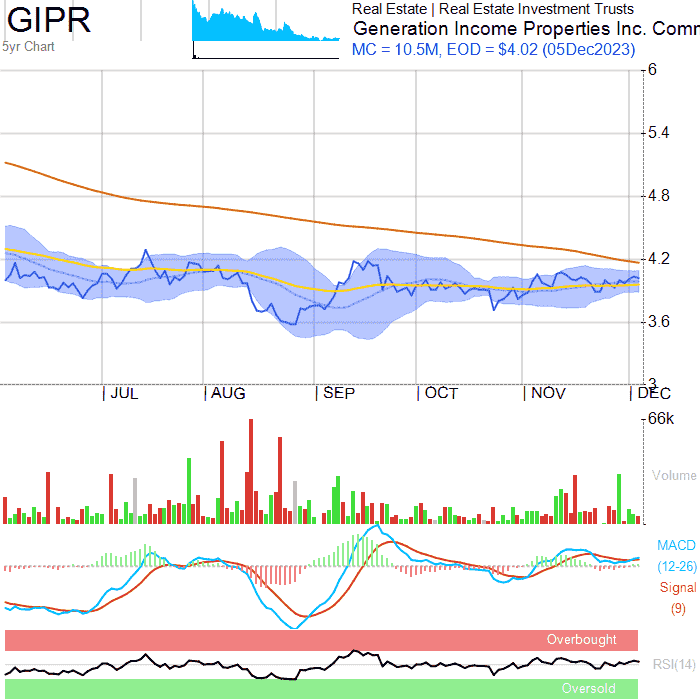 GIPR
5yr Chart
Real Estate | Real Estate Investment Trusts
Generation Income Properties Inc. Comm
MC = 10.5M, EOD = $4.02 (05Dec2023)
6
5.4
4.8
4.2
3.6
3
JUL
AUG
SEP
OCT
NOV
DEC
66k
Volume
MACD
(12-26)
Signal
(9)
Overbought
RSI(14)
Oversold